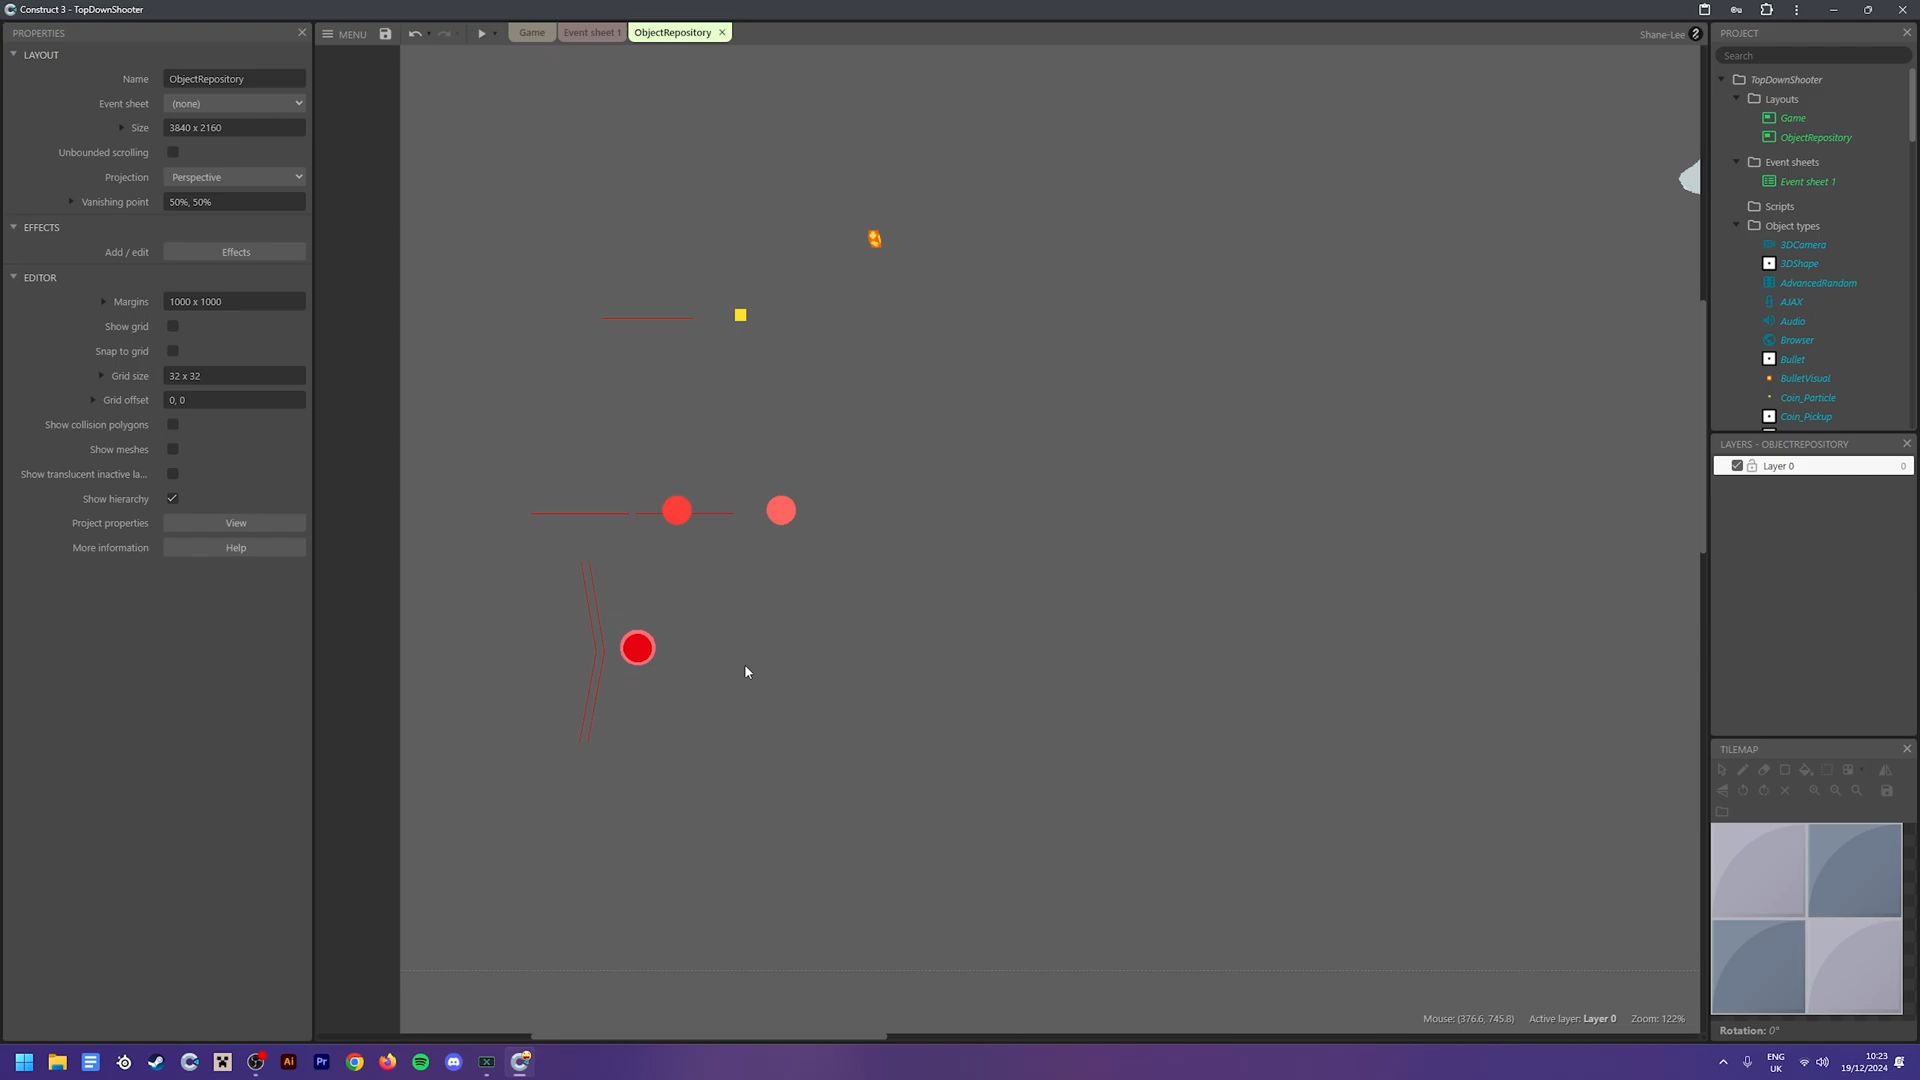 Construct 3 - TopDownShooter
PROPERTIES
MENU
Game
Event sheet 1
ObjectRepository
Shane-Lee
PROJECT
LAYOUT
Name
ObjectRepository
Event sheet
(none)
Size
3840 x 2160
Unbounded scrolling
Projection
Perspective
Vanishing point
50%, 50%
EFFECTS
Add / edit
Effects
EDITOR
Margins
1000 x 1000
Show grid
Snap to grid
Grid size
32 x 32
Grid offset
0, 0
Show collision polygons
Show meshes
Show translucent inactive la...
Show hierarchy
Project properties
View
More information
Help
Search
TopDownShooter
Layouts
Game
ObjectRepository
Event sheets
Event sheet 1
Scripts
Object types
3DCamera
3DShape
AdvancedRandom
AJAX
Audio
Browser
Bullet
BulletVisual
Coin_Particle
Coin_Pickup
LAYERS - OBJECTREPOSITORY
Layer 0
0
TILEMAP
Rotation: 0°
Mouse: (376.6, 745.8)
Active layer: Layer 0
Zoom: 122%
Ai
Pr
ENG
UK
10:23
19/12/2024